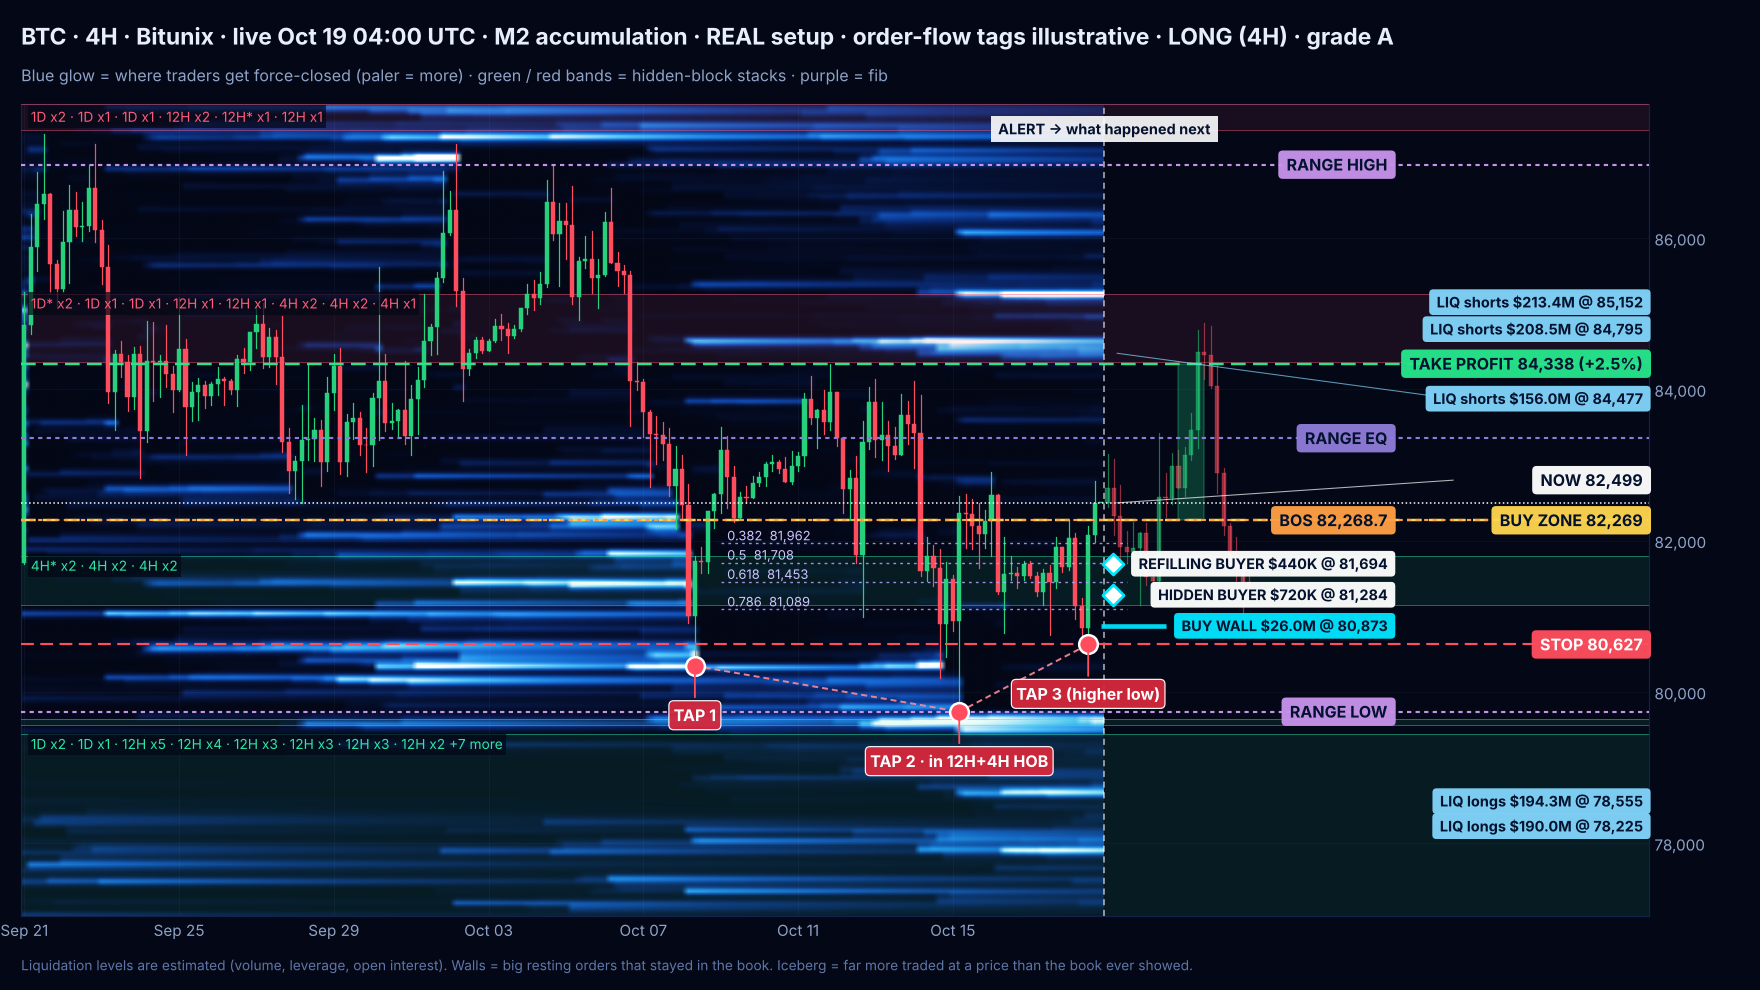 BTC · 4H · Bitunix · live Oct 19 04:00 UTC · M2 accumulation · REAL setup · order-flow tags illustrative · LONG (4H) · grade A
Blue glow = where traders get force-closed (paler = more) · green / red bands = hidden-block stacks · purple = fib
1D x2 · 1D x1 · 1D x1 · 12H x2 · 12H* x1 · 12H x1
ALERT → what happened next
RANGE HIGH
86,000
1D* x2 · 1D x1 · 1D x1 · 12H x1 · 12H x1 · 4H x2 · 4H x2 · 4H x1
LIQ shorts $213.4M @ 85,152
LIQ shorts $208.5M @ 84,795
TAKE PROFIT 84,338 (+2.5%)
84,000
LIQ shorts $156.0M @ 84,477
RANGE EQ
NOW 82,499
BOS 82,268.7
BUY ZONE 82,269
0.382 81,962
82,000
0.5 81,708
4H* x2 · 4H x2 · 4H x2
REFILLING BUYER $440K @ 81,694
0.618 81,453
HIDDEN BUYER $720K @ 81,284
0.786 81,089
BUY WALL $26.0M @ 80,873
STOP 80,627
TAP 3 (higher low)
80,000
TAP 1
RANGE LOW
1D x2 · 1D x1 · 12H x5 · 12H x4 · 12H x3 · 12H x3 · 12H x3 · 12H x2 +7 more
TAP 2 · in 12H+4H HOB
LIQ longs $194.3M @ 78,555
LIQ longs $190.0M @ 78,225
78,000
Sep 21
Sep 25
Sep 29
Oct 03
Oct 07
Oct 11
Oct 15
Liquidation levels are estimated (volume, leverage, open interest). Walls = big resting orders that stayed in the book. Iceberg = far more traded at a price than the book ever showed.